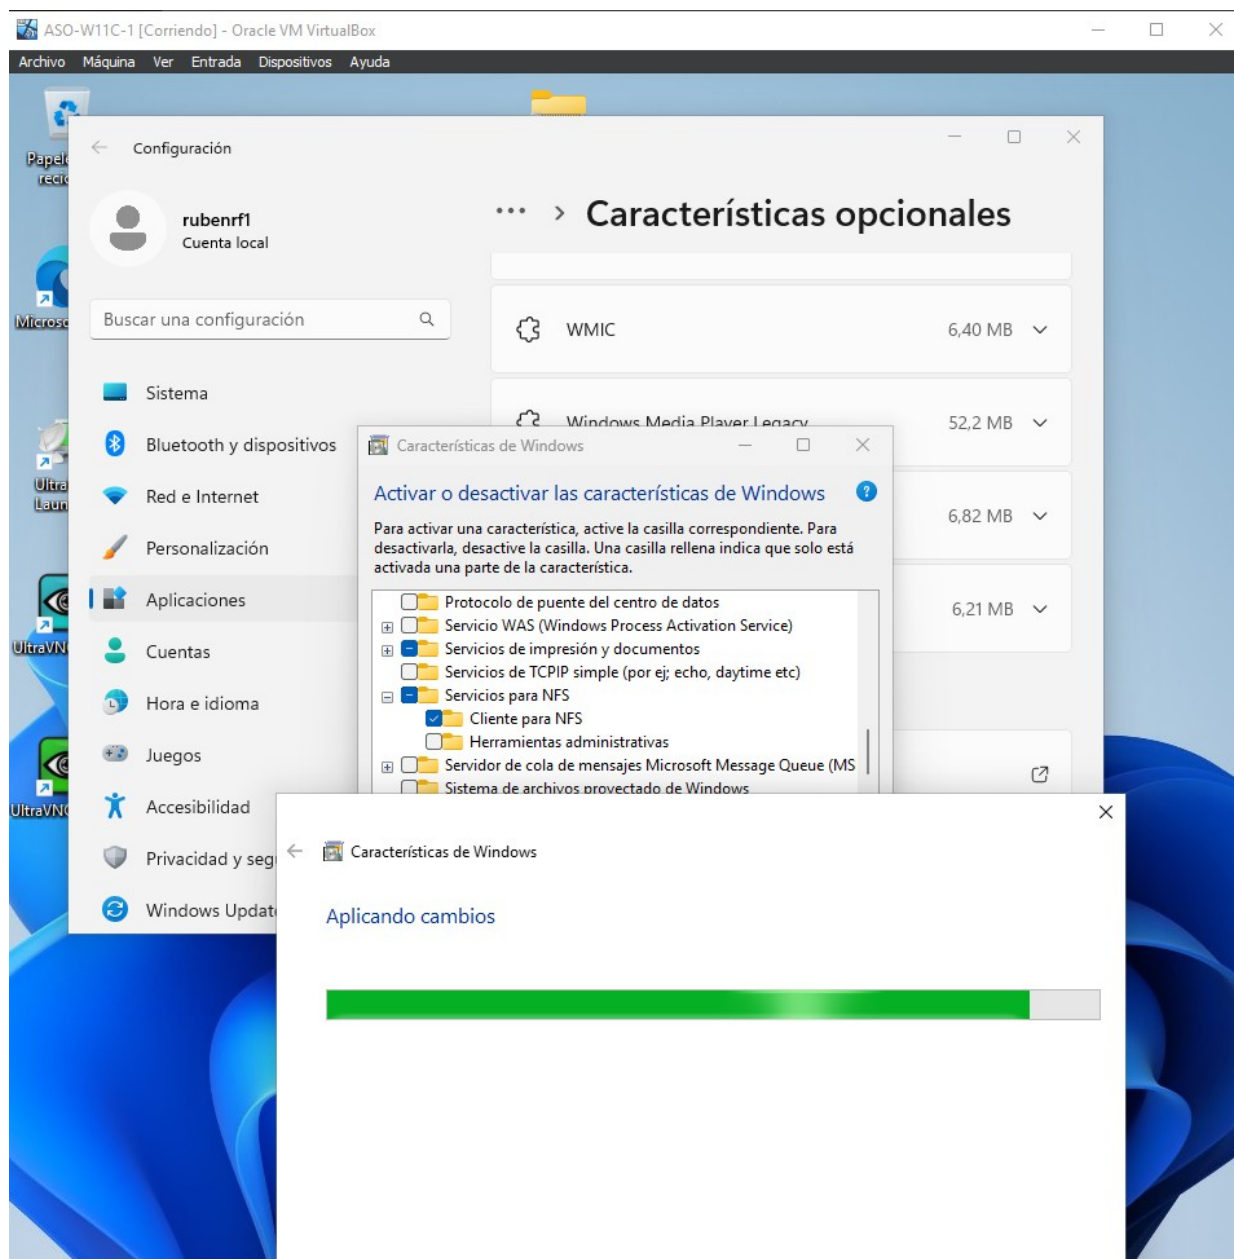 ASO-W11C-1 [Corriendo] - Oracle VM VirtualBox
Archivo Máquina Ver Entrada Dispositivos Ayuda
Configuración
rubenrf1
Cuenta local
Buscar una configuración
Sistema
Bluetooth y dispositivos
Red e Internet
Personalización
Aplicaciones
Cuentas
Hora e idioma
Juegos
Accesibilidad
Privacidad y seg
Windows Updat
... > Características opcionales
WMIC 6,40 MB
Windows Media Player Legacy 52,2 MB
6,82 MB
6,21 MB
Características de Windows
Activar o desactivar las características de Windows
Para activar una característica, active la casilla correspondiente. Para
desactivarla, desactive la casilla. Una casilla rellena indica que solo está
activada una parte de la característica.
Protocolo de puente del centro de datos
Servicio WAS (Windows Process Activation Service)
Servicios de impresión y documentos
Servicios de TCPIP simple (por ej; echo, daytime etc)
Servicios para NFS
Cliente para NFS
Herramientas administrativas
Servidor de cola de mensajes Microsoft Message Queue (MS
Sistema de archivos proyectado de Windows
Características de Windows
Aplicando cambios
Papele
recic
Microso
Ultra
Laun
UltraVN
UltraVN